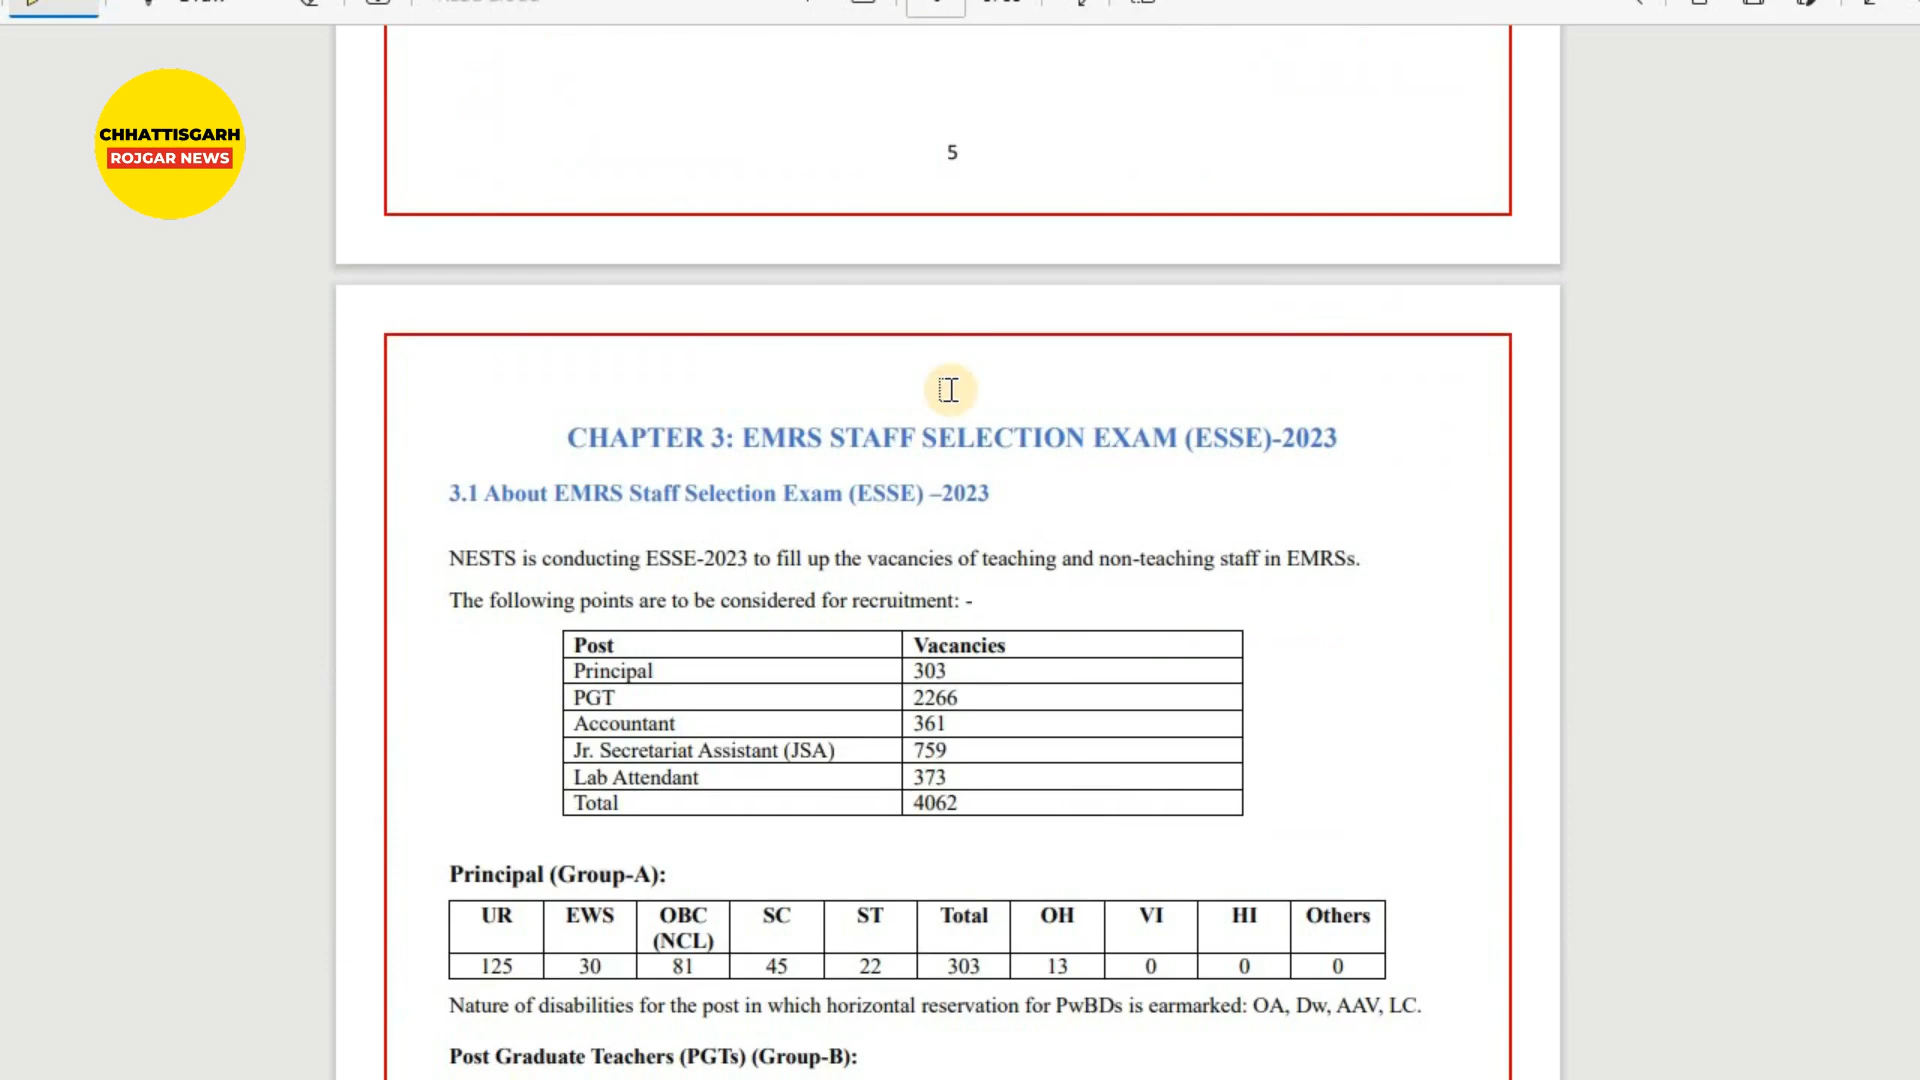 CHHATTISGARH
ROJGAR NEWS
5
CHAPTER 3: EMRS STAFF SELECTION EXAM (ESSE)-2023
3.1 About EMRS Staff Selection Exam (ESSE) –2023
NESTS is conducting ESSE-2023 to fill up the vacancies of teaching and non-teaching staff in EMRSs.
The following points are to be considered for recruitment: -
Post Vacancies
Principal 303
PGT 2266
Accountant 361
Jr. Secretariat Assistant (JSA) 759
Lab Attendant 373
Total 4062
Principal (Group-A):
UR EWS OBC SC ST Total OH VI HI Others
(NCL)
125 30 81 45 22 303 13 0 0 0
Nature of disabilities for the post in which horizontal reservation for PwBDs is earmarked: OA, Dw, AAV, LC.
Post Graduate Teachers (PGTs) (Group-B):